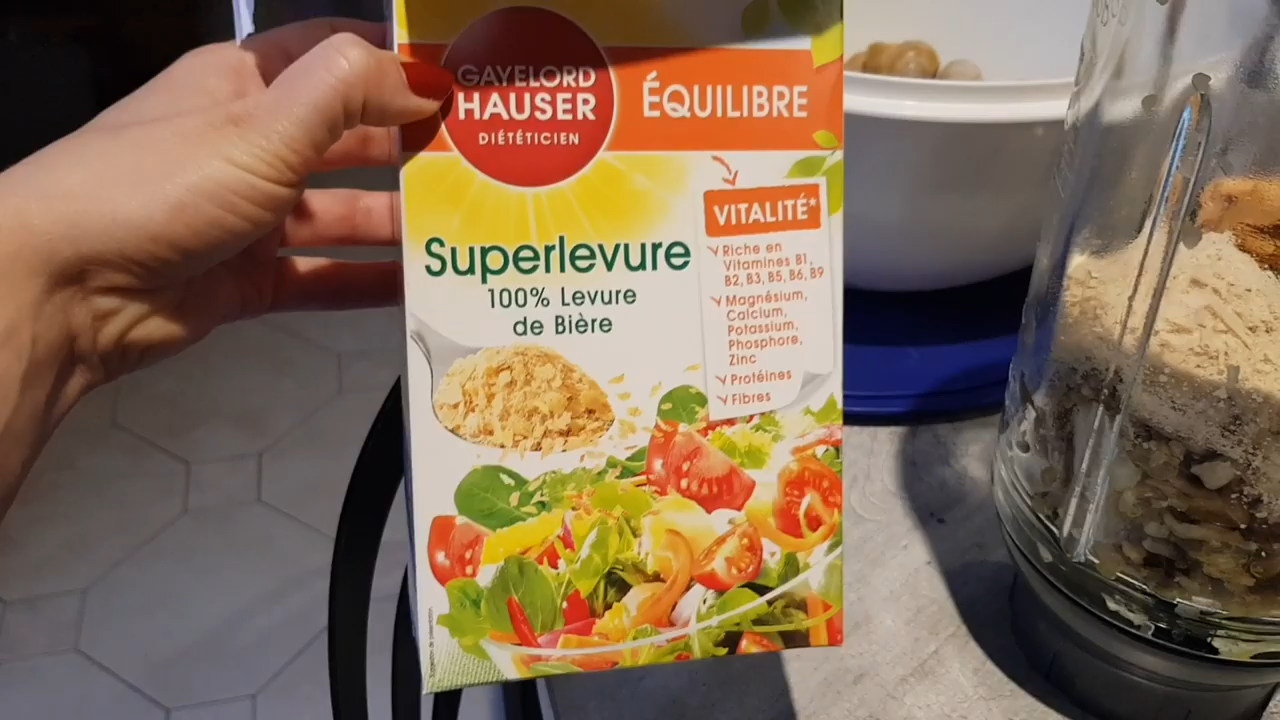 GAYELORD
HAUSER
DIÉTÉTICIEN
ÉQUILIBRE
VITALITÉ*
Riche en
Vitamines B1,
B2, B3, B5, B6, B9
Magnésium,
Calcium,
Potassium,
Phosphore,
Zinc
Protéines
Fibres
Superlevure
100% Levure
de Bière